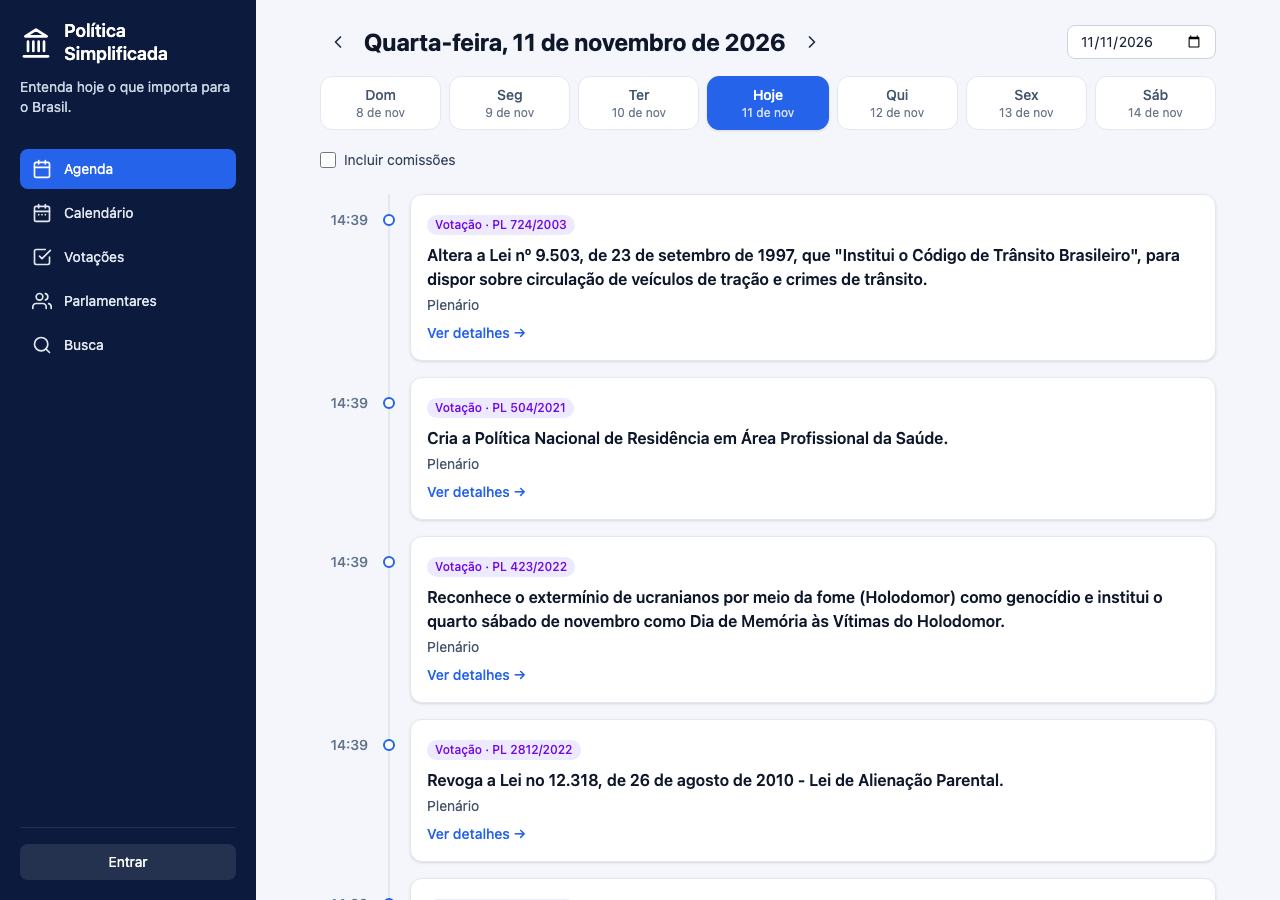 Política
Simplificada
Entenda hoje o que importa para
o Brasil.
Agenda
Calendário
Votações
Parlamentares
Busca
Entrar
Quarta-feira, 11 de novembro de 2026
11/11/2026
Dom
8 de nov
Seg
9 de nov
Ter
10 de nov
Hoje
11 de nov
Qui
12 de nov
Sex
13 de nov
Sáb
14 de nov
Incluir comissões
14:39
Votação · PL 724/2003
Altera a Lei nº 9.503, de 23 de setembro de 1997, que "Institui o Código de Trânsito Brasileiro", para
dispor sobre circulação de veículos de tração e crimes de trânsito.
Plenário
Ver detalhes →
14:39
Votação · PL 504/2021
Cria a Política Nacional de Residência em Área Profissional da Saúde.
Plenário
Ver detalhes →
14:39
Votação · PL 423/2022
Reconhece o extermínio de ucranianos por meio da fome (Holodomor) como genocídio e institui o
quarto sábado de novembro como Dia de Memória às Vítimas do Holodomor.
Plenário
Ver detalhes →
14:39
Votação · PL 2812/2022
Revoga a Lei no 12.318, de 26 de agosto de 2010 - Lei de Alienação Parental.
Plenário
Ver detalhes →